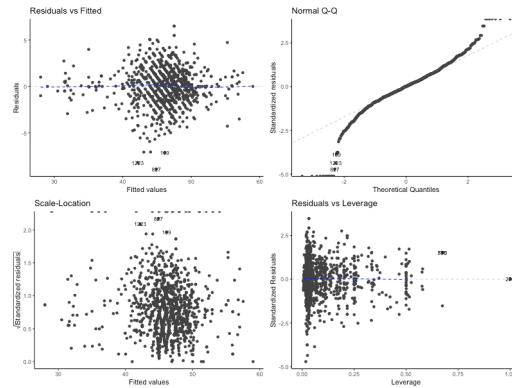 Residuals vs Fitted
5
0
-5
Residuals
30
40
50
60
Fitted values
Normal Q-Q
2.5
0.0
-2.5
-5.0
Standardized residuals
-2
0
2
Theoretical Quantiles
Scale-Location
2.0
1.5
1.0
0.5
0.0
√|Standardized residuals|
30
40
50
60
Fitted values
Residuals vs Leverage
2.5
0.0
-2.5
-5.0
Standardized Residuals
0.00
0.25
0.50
0.75
1.00
Leverage